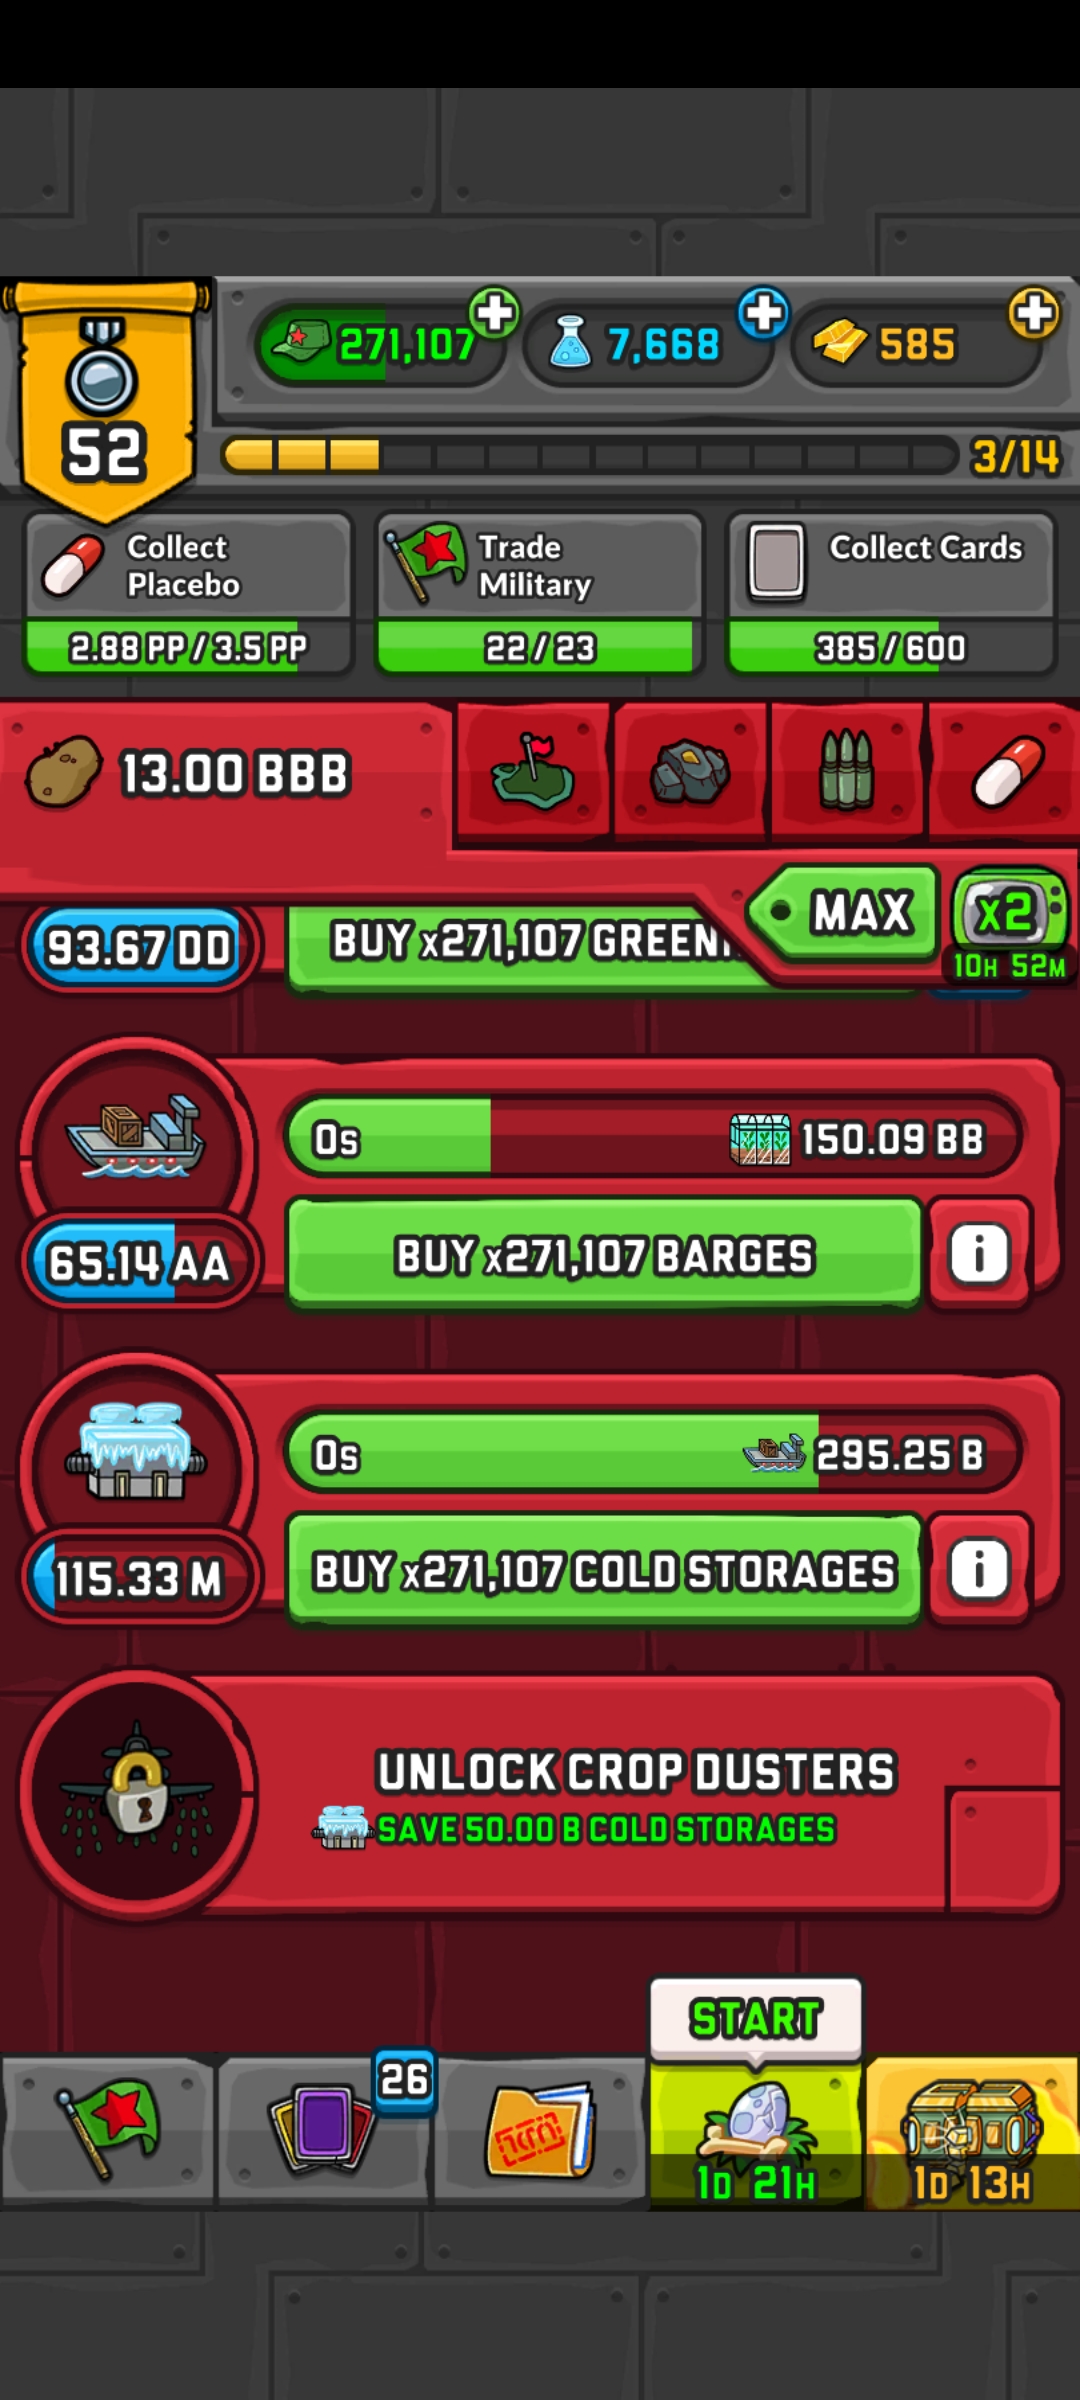 271,107
7,668
585
52
3/14
Collect
Placebo
2.88 PP / 3.5 PP
Trade
Military
22 / 23
Collect Cards
385 / 600
13.00 BBB
MAX
x2
10H 52M
93.67 DD
BUY x271,107 GREEN
0s
150.09 BB
65.14 AA
BUY x271,107 BARGES
i
0s
295.25 B
115.33 M
BUY x271,107 COLD STORAGES
i
UNLOCK CROP DUSTERS
SAVE 50.00 B COLD STORAGES
START
26
1D 21H
1D 13H